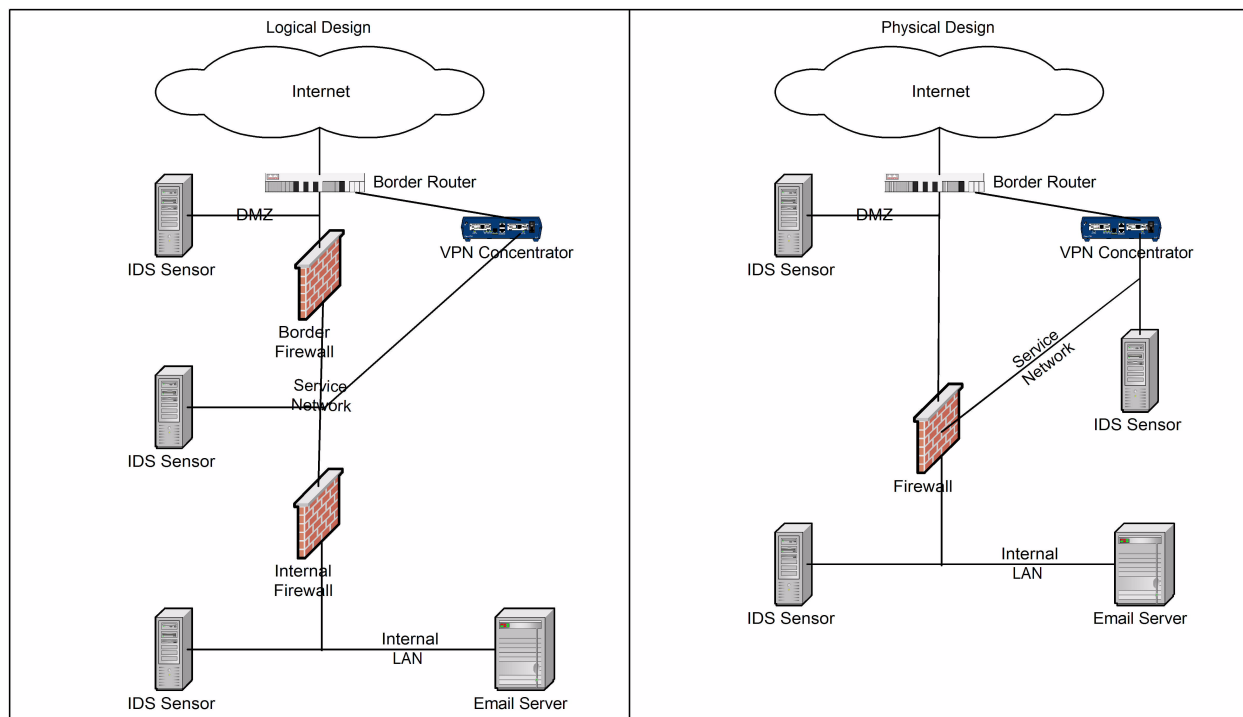 Logical Design
Internet
Border Router
DMZ
IDS Sensor
VPN Concentrator
Border
Firewall
Service
Network
IDS Sensor
Internal
Firewall
Internal
LAN
IDS Sensor
Email Server
Physical Design
Internet
Border Router
DMZ
IDS Sensor
VPN Concentrator
Service
Network
IDS Sensor
Firewall
Internal
LAN
IDS Sensor
Email Server